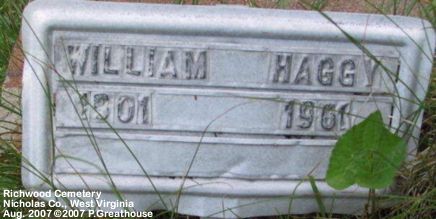 WILLIAM HAGGY
1901 1961
Richwood Cemetery
Nicholas Co., West Virginia
Aug. 2007 ©2007 P.Greathouse